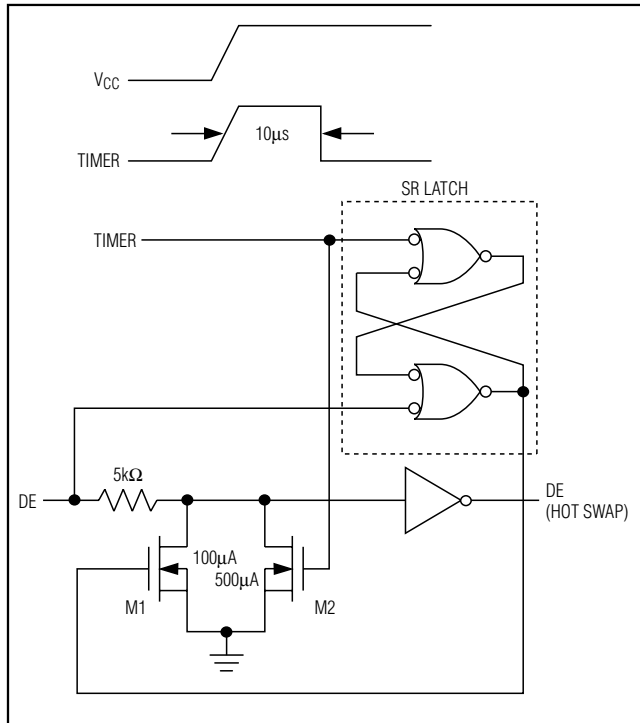 VCC
10μs
TIMER
SR LATCH
TIMER
5kΩ
DE
DE
(HOT SWAP)
100μA
500μA
M1
M2